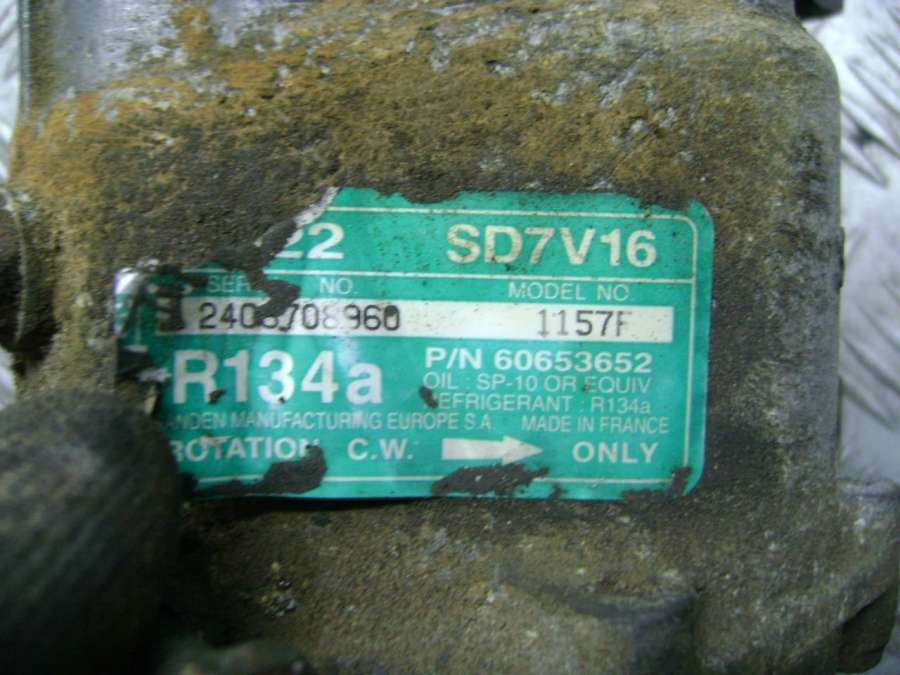 22 SD7V16
NO. MODEL NO.
1157F
R134a
P/N 60653652
OIL : SP-10 OR EQUIV
REFRIGERANT : R134a
ANDEN MANUFACTURING EUROPE S.A. MADE IN FRANCE
ROTATION C.W. ONLY